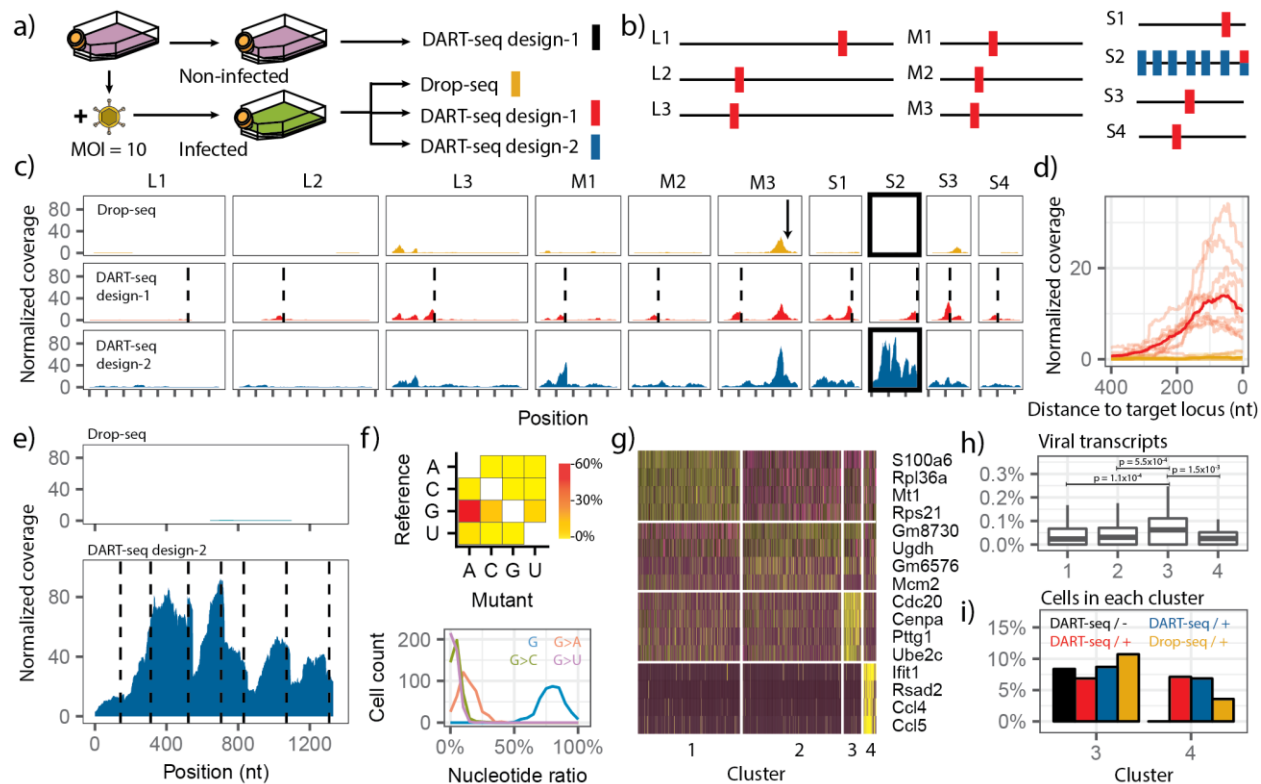 a)
Non-infected
DART-seq design-1
+
MOI = 10
Infected
Drop-seq
DART-seq design-1
DART-seq design-2
b)
L1
L2
L3
M1
M2
M3
S1
S2
S3
S4
c)
L1 L2 L3 M1 M2 M3 S1 S2 S3 S4
Normalized coverage
80
40
0
Drop-seq
80
40
0
DART-seq
design-1
80
40
0
DART-seq
design-2
Position
d)
Normalized coverage
20
0
400 200 0
Distance to target locus (nt)
e)
Drop-seq
80
40
0
DART-seq design-2
Normalized coverage
80
40
0
0 400 800 1200
Position (nt)
f)
Reference
A
C
G
U
A C G U
Mutant
-60%
-30%
-0%
Cell count
200
100
0
G G>A
G>C G>U
0% 50% 100%
Nucleotide ratio
g)
S100a6
Rpl36a
Mt1
Rps21
Gm8730
Ugdh
Gm6576
Mcm2
Cdc20
Cenpa
Pttg1
Ube2c
Ifit1
Rsad2
Ccl4
Ccl5
1 2 3 4
Cluster
h)
Viral transcripts
0.3%
0.2%
0.1%
0.0%
p = 5.5x10⁻⁴
p = 1.5x10⁻³
p = 1.1x10⁻⁴
1 2 3 4
i)
Cells in each cluster
15%
10%
5%
0%
DART-seq / - DART-seq / +
DART-seq / + Drop-seq / +
3 4
Cluster